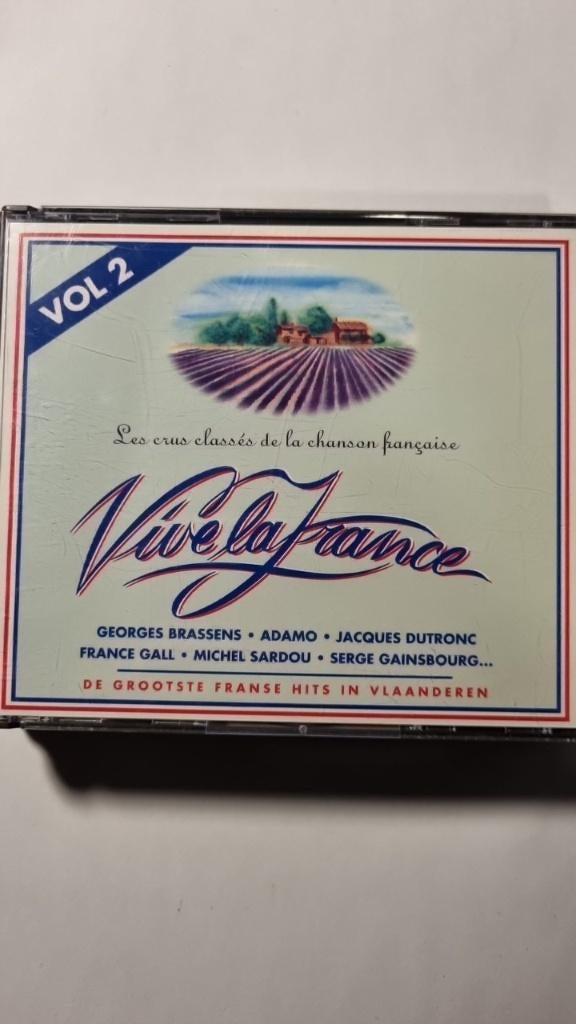 VOL 2
Les crus classés de la chanson française
Vive la France
GEORGES BRASSENS • ADAMO • JACQUES DUTRONC
FRANCE GALL • MICHEL SARDOU • SERGE GAINSBOURG...
DE GROOTSTE FRANSE HITS IN VLAANDEREN